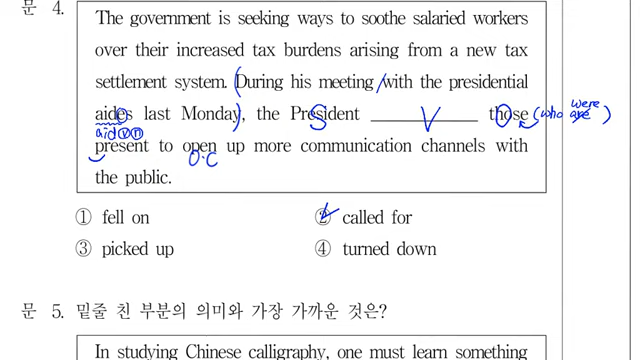 문 4.
The government is seeking ways to soothe salaried workers
over their increased tax burdens arising from a new tax
settlement system. (During his meeting / with the presidential
aides last Monday), the President ________ those (who are were)
S V O
aid ⓥ ⓝ
present to open up more communication channels with
O·C
the public.
① fell on ② called for
③ picked up ④ turned down
문 5. 밑줄 친 부분의 의미와 가장 가까운 것은?
In studying Chinese calligraphy, one must learn something